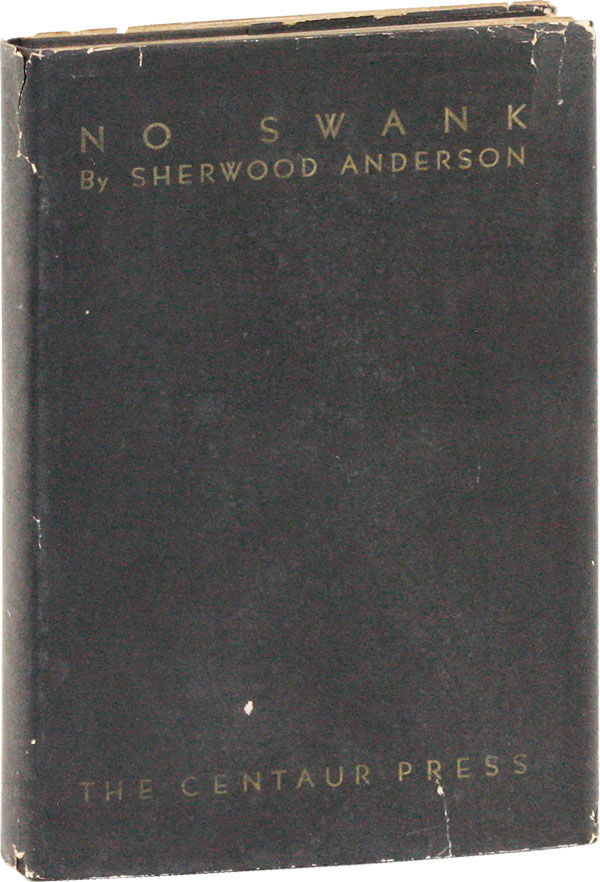 NO SWANK
By SHERWOOD ANDERSON
THE CENTAUR PRESS